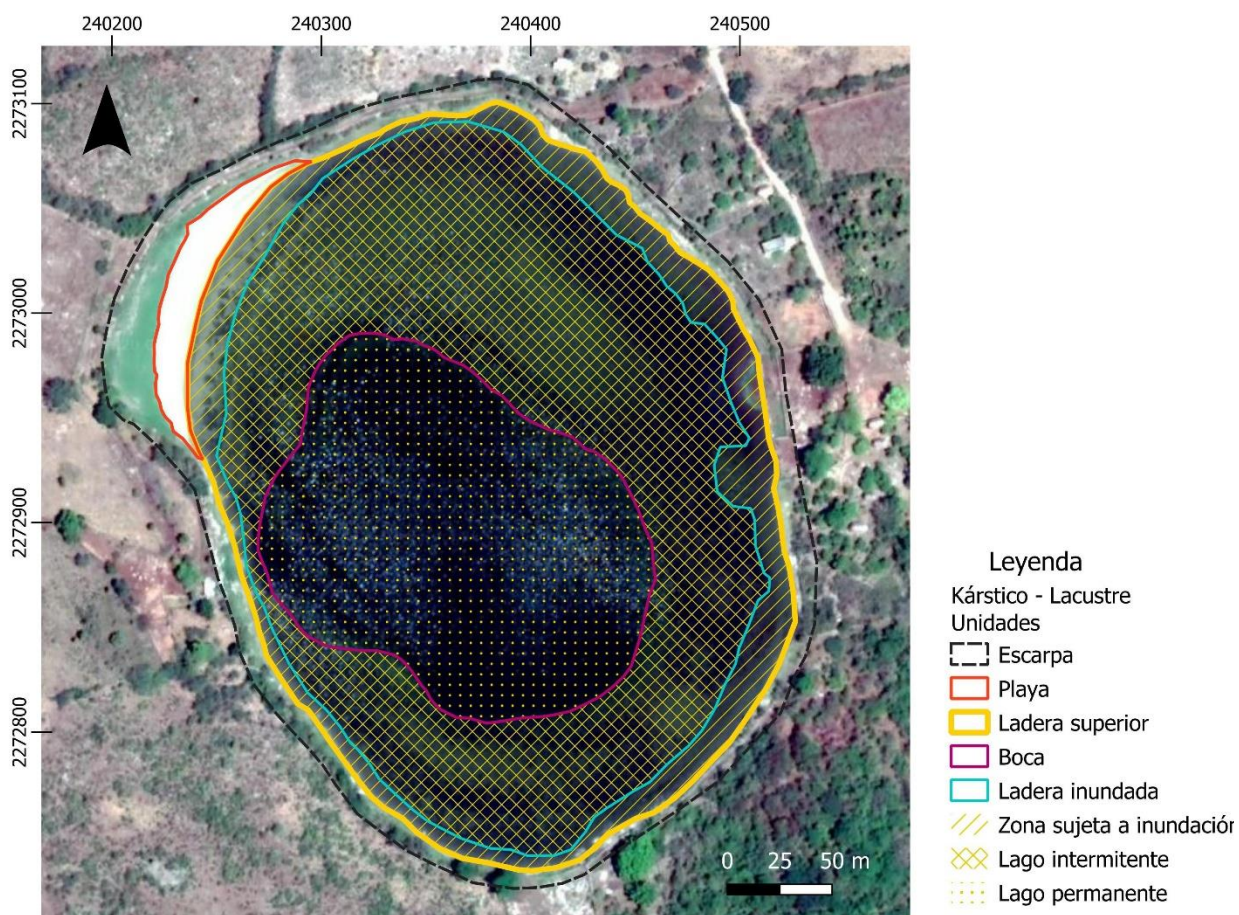 240200 240300 240400 240500
2273100
2273000
2272900
2272800
Leyenda
Kárstico - Lacustre
Unidades
Escarpa
Playa
Ladera superior
Boca
Ladera inundada
Zona sujeta a inundación
Lago intermitente
Lago permanente
0 25 50 m